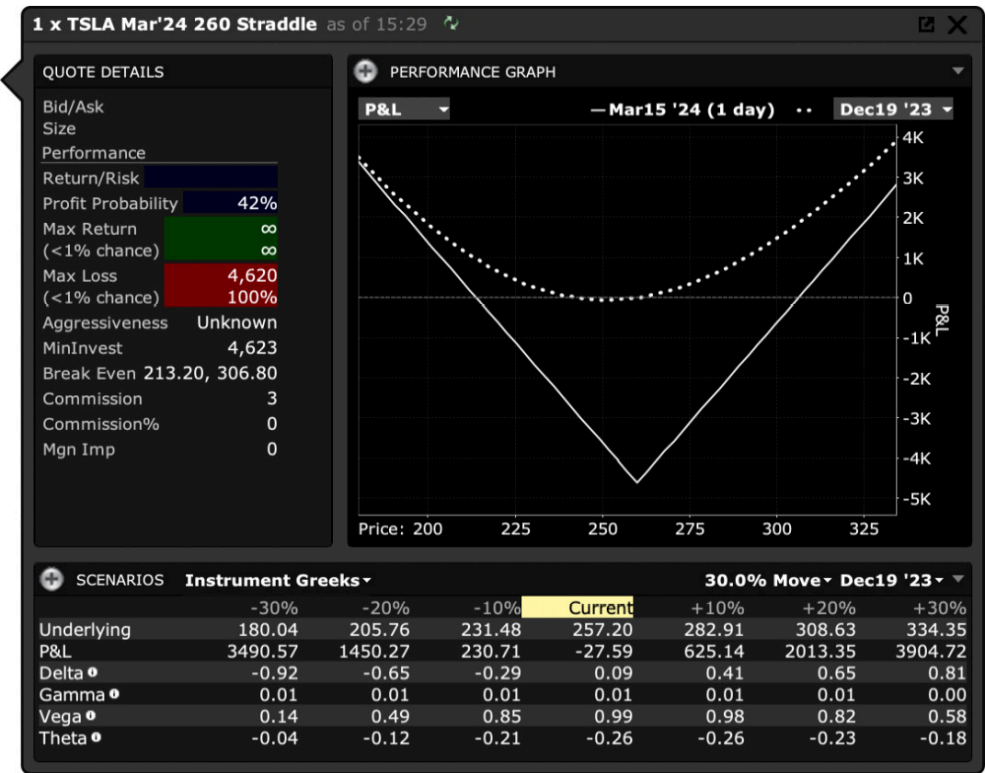 1 x TSLA Mar'24 260 Straddle as of 15:29
QUOTE DETAILS
Bid/Ask
Size
Performance
Return/Risk
Profit Probability 42%
Max Return ∞
(<1% chance) ∞
Max Loss 4,620
(<1% chance) 100%
Aggressiveness Unknown
MinInvest 4,623
Break Even 213.20, 306.80
Commission 3
Commission% 0
Mgn Imp 0
PERFORMANCE GRAPH
P&L
Mar15 '24 (1 day)
Dec19 '23
4K
3K
2K
1K
0
-1K
-2K
-3K
-4K
-5K
P&L
Price: 200 225 250 275 300 325
SCENARIOS Instrument Greeks 30.0% Move Dec19 '23
-30% -20% -10% Current +10% +20% +30%
Underlying 180.04 205.76 231.48 257.20 282.91 308.63 334.35
P&L 3490.57 1450.27 230.71 -27.59 625.14 2013.35 3904.72
Delta -0.92 -0.65 -0.29 0.09 0.41 0.65 0.81
Gamma 0.01 0.01 0.01 0.01 0.01 0.01 0.00
Vega 0.14 0.49 0.85 0.99 0.98 0.82 0.58
Theta -0.04 -0.12 -0.21 -0.26 -0.26 -0.23 -0.18